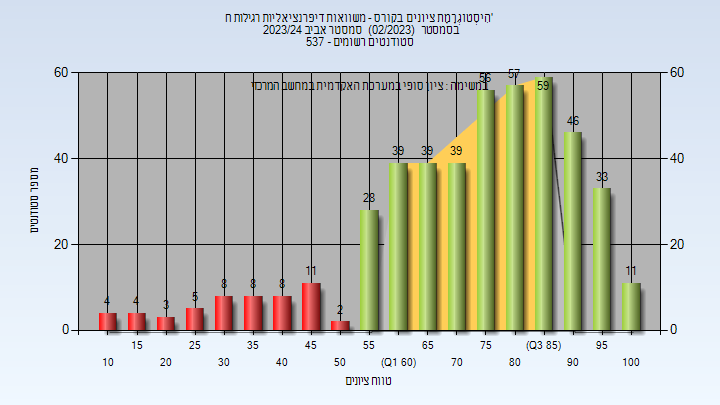 היסטוגרמת ציונים בקורס - משוואות דיפרנציאליות רגילות ח'
בסמסטר (02/2023) סמסטר אביב 2023/24
סטודנטים רשומים - 537
במשימה : ציון סופי במערכת האקדמית במחשב המרכזי
מספר סטודנטים
60 60
40 40
20 20
0 0
4 4 3 5 8 8 8 11 2 28 39 39 39 56 57 59 46 33 11
15 25 35 45 55 65 75 (Q3 85) 95
10 20 30 40 50 (Q1 60) 70 80 90 100
טווח ציונים